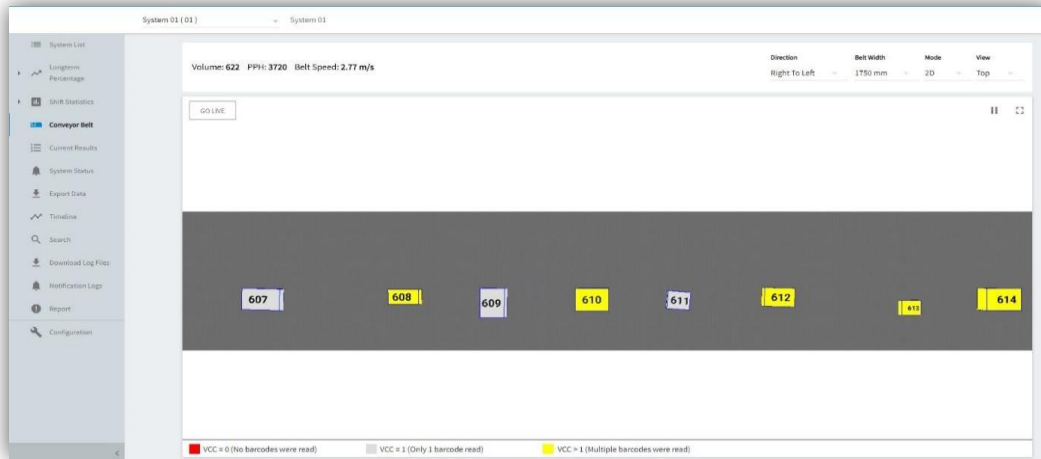 System 01 ( 01 )
System 01
System List
Longterm
Percentage
Shift Statistics
Conveyor Belt
Current Results
System Status
Export Data
Timeline
Search
Download Log Files
Notification Logs
Report
Configuration
Volume: 622 PPH: 3720 Belt Speed: 2.77 m/s
Direction
Right To Left
Belt Width
1750 mm
Mode
2D
View
Top
GO LIVE
607
608
609
610
611
612
613
614
VCC = 0 (No barcodes were read)
VCC = 1 (Only 1 barcode read)
VCC > 1 (Multiple barcodes were read)